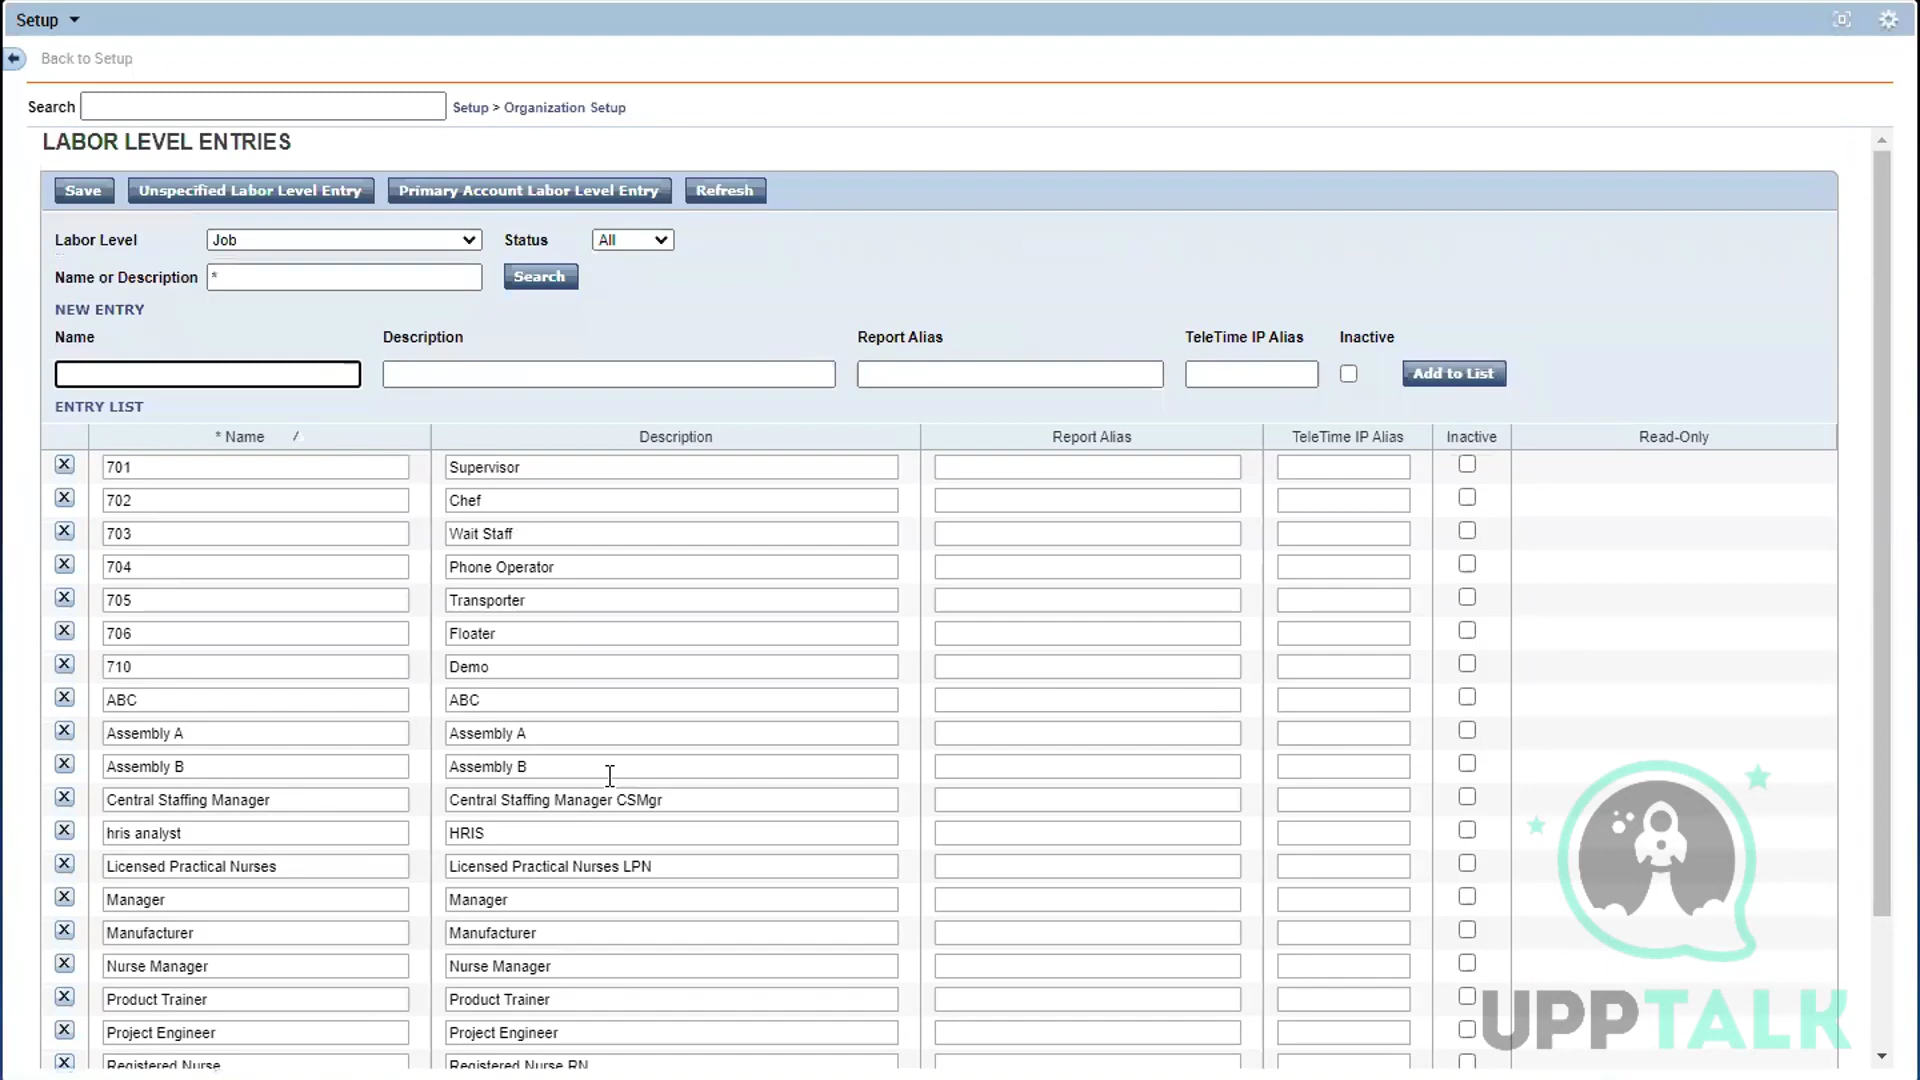 Setup
Back to Setup
Search Setup > Organization Setup
LABOR LEVEL ENTRIES
Save Unspecified Labor Level Entry Primary Account Labor Level Entry Refresh
Labor Level Job Status All
Name or Description * Search
NEW ENTRY
Name Description Report Alias TeleTime IP Alias Inactive
Add to List
ENTRY LIST
* Name / Description Report Alias TeleTime IP Alias Inactive Read-Only
X 701 Supervisor
X 702 Chef
X 703 Wait Staff
X 704 Phone Operator
X 705 Transporter
X 706 Floater
X 710 Demo
X ABC ABC
X Assembly A Assembly A
X Assembly B Assembly B
X Central Staffing Manager Central Staffing Manager CSMgr
X hris analyst HRIS
X Licensed Practical Nurses Licensed Practical Nurses LPN
X Manager Manager
X Manufacturer Manufacturer
X Nurse Manager Nurse Manager
X Product Trainer Product Trainer
X Project Engineer Project Engineer
X Registered Nurse Registered Nurse RN
UPPTALK